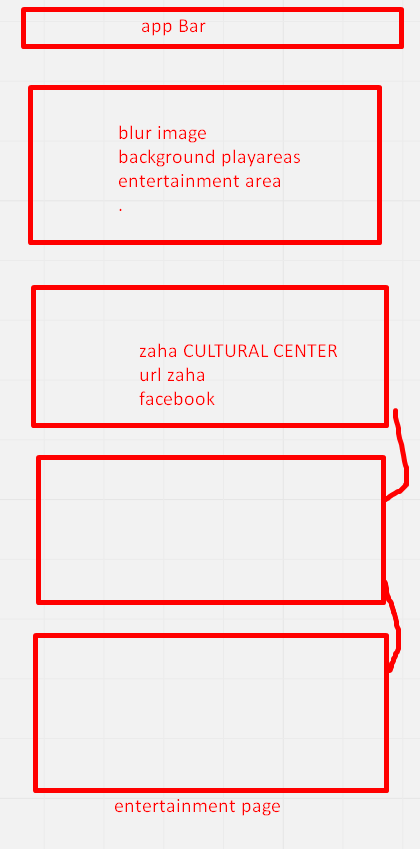 app Bar
blur image
background playareas
entertainment area
.
zaha CULTURAL CENTER
url zaha
facebook
entertainment page